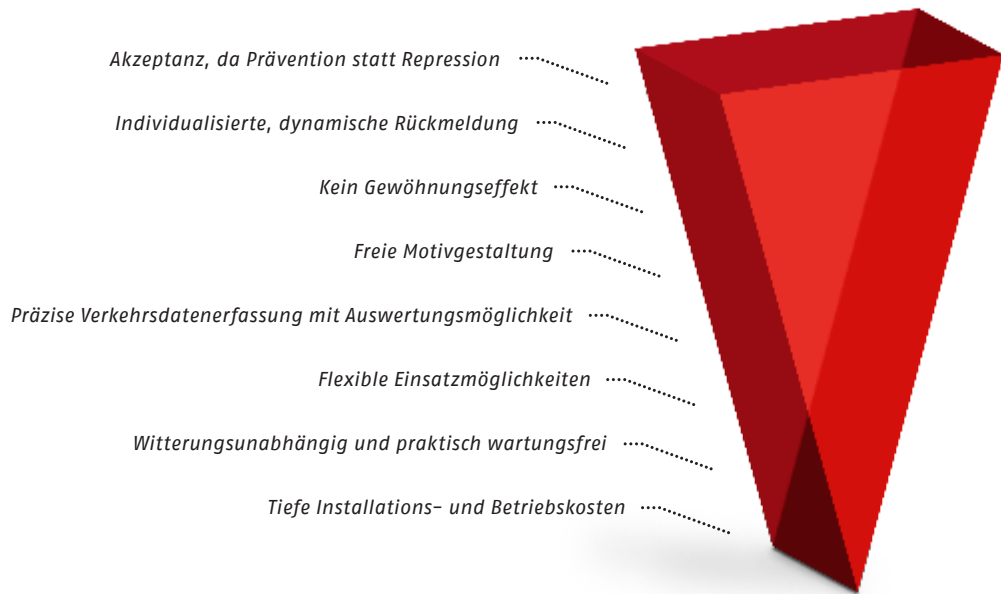 Akzeptanz, da Prävention statt Repression
Individualisierte, dynamische Rückmeldung
Kein Gewöhnungseffekt
Freie Motivgestaltung
Präzise Verkehrsdatenerfassung mit Auswertungsmöglichkeit
Flexible Einsatzmöglichkeiten
Witterungsunabhängig und praktisch wartungsfrei
Tiefe Installations- und Betriebskosten